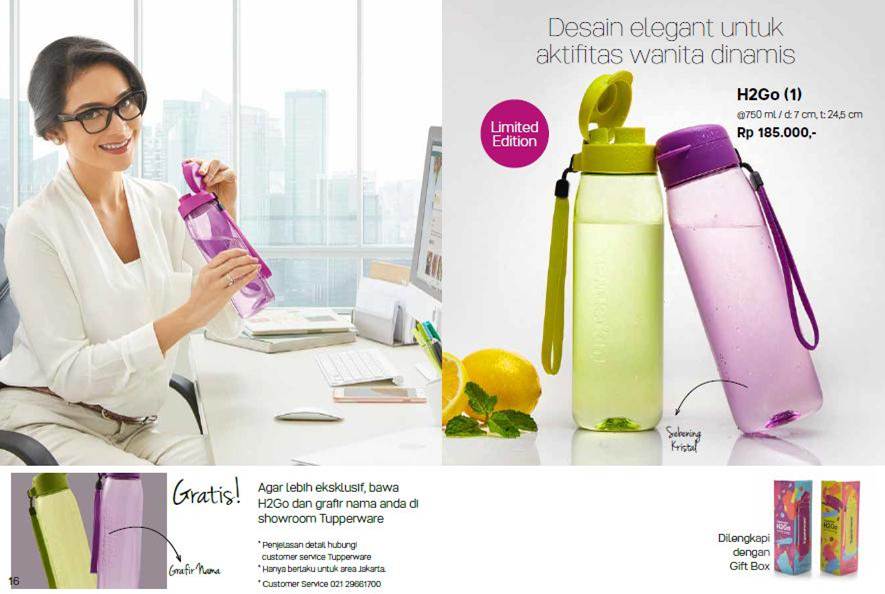 Desain elegant untuk
aktifitas wanita dinamis
Limited
Edition
H2Go (1)
@750 ml / d: 7 cm, t: 24,5 cm
Rp 185.000,-
Sebening
Kristal
Gratis!
Agar lebih eksklusif, bawa
H2Go dan grafir nama anda di
showroom Tupperware
* Penjelasan detail, hubungi
customer service Tupperware
* Hanya berlaku untuk area Jakarta.
* Customer Service 021 29661700
Grafir Nama
16
Dilengkapi
dengan
Gift Box
H2Go
H2Go